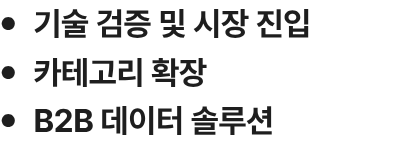 • 기술 검증 및 시장 진입
• 카테고리 확장
• B2B 데이터 솔루션